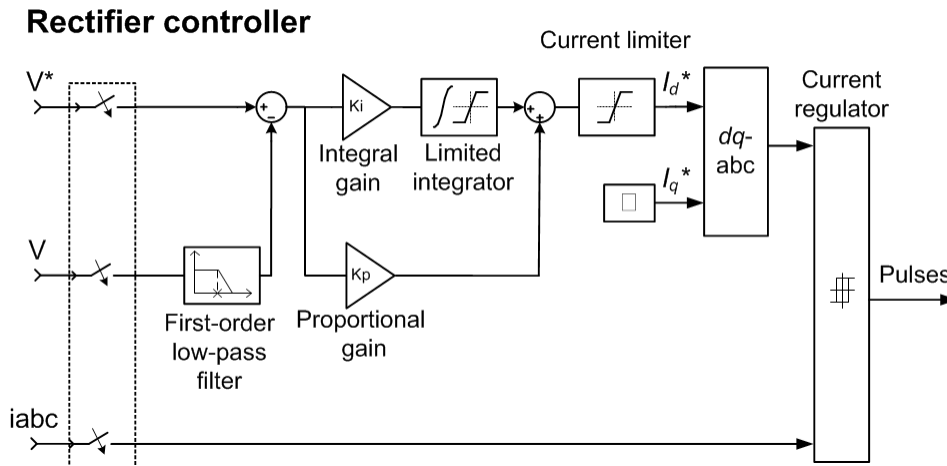 Rectifier controller
Current limiter
V*
Ki
Integral
gain
Limited
integrator
Id*
Iq*
dq-
abc
Current
regulator
V
First-order
low-pass
filter
Kp
Proportional
gain
Pulses
iabc